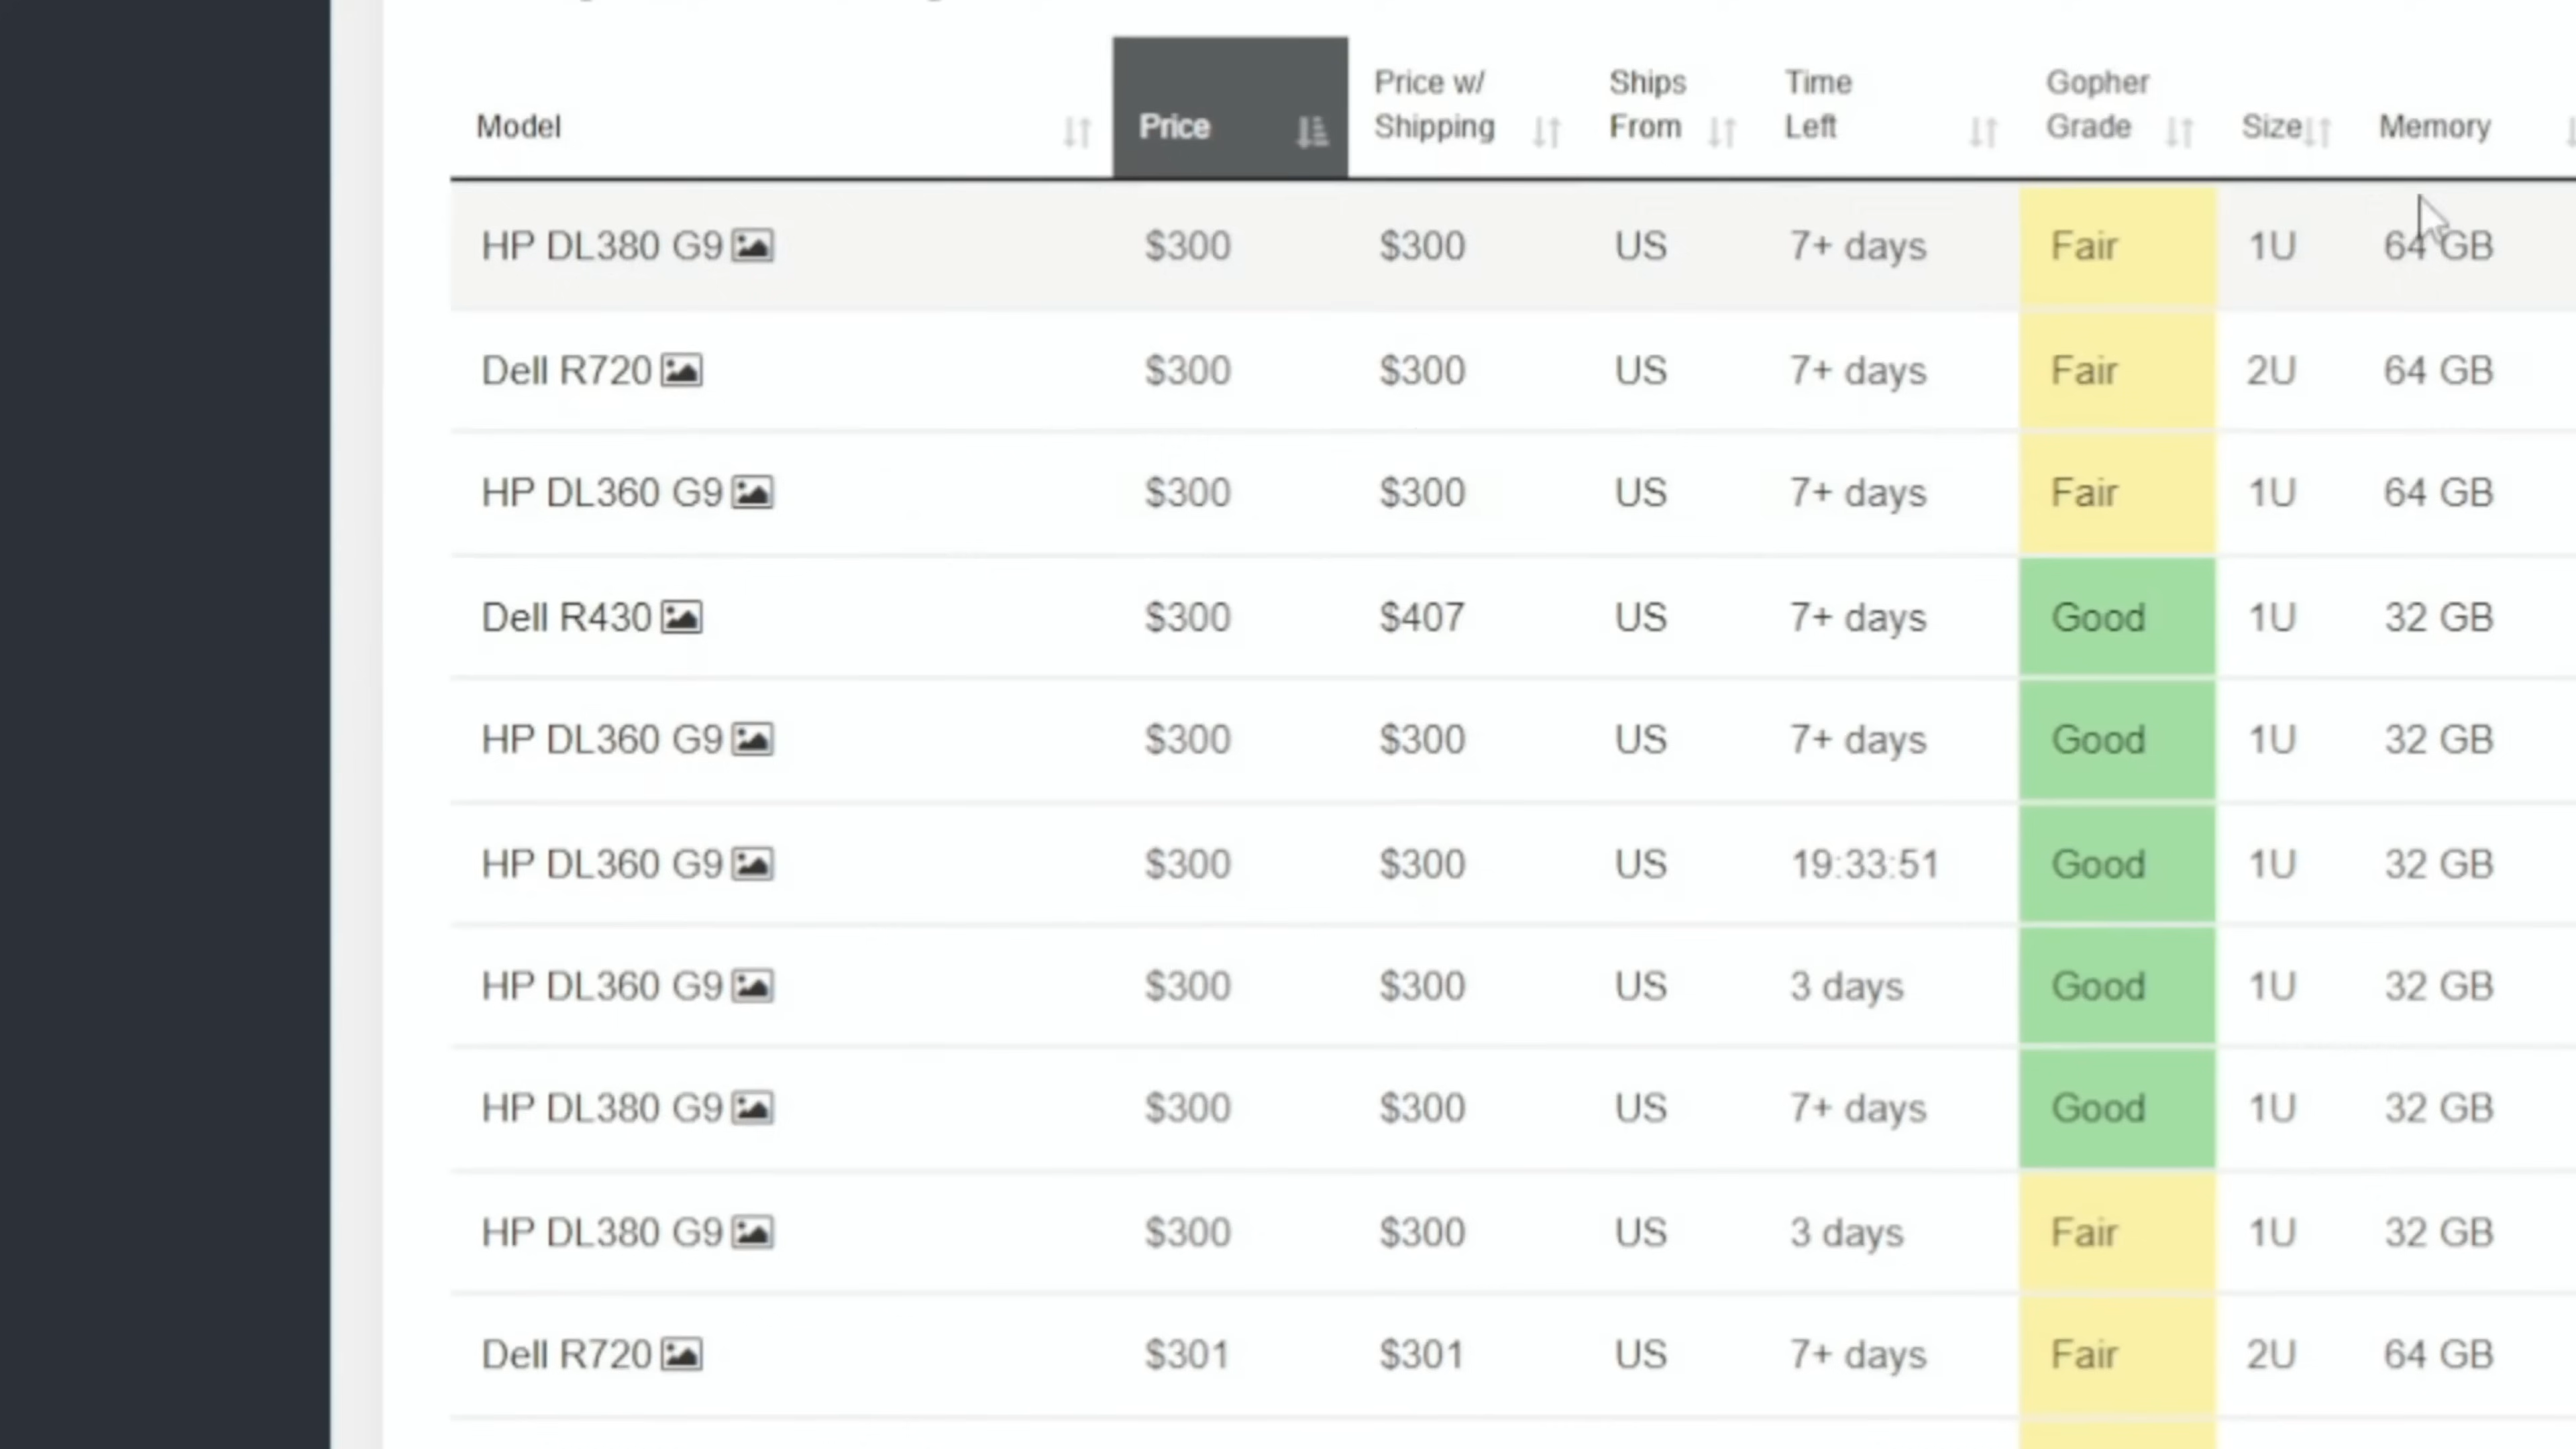 Model Price Price w/ Shipping Ships From Time Left Gopher Grade Size Memory
HP DL380 G9 $300 $300 US 7+ days Fair 1U 64 GB
Dell R720 $300 $300 US 7+ days Fair 2U 64 GB
HP DL360 G9 $300 $300 US 7+ days Fair 1U 64 GB
Dell R430 $300 $407 US 7+ days Good 1U 32 GB
HP DL360 G9 $300 $300 US 7+ days Good 1U 32 GB
HP DL360 G9 $300 $300 US 19:33:51 Good 1U 32 GB
HP DL360 G9 $300 $300 US 3 days Good 1U 32 GB
HP DL380 G9 $300 $300 US 7+ days Good 1U 32 GB
HP DL380 G9 $300 $300 US 3 days Fair 1U 32 GB
Dell R720 $301 $301 US 7+ days Fair 2U 64 GB